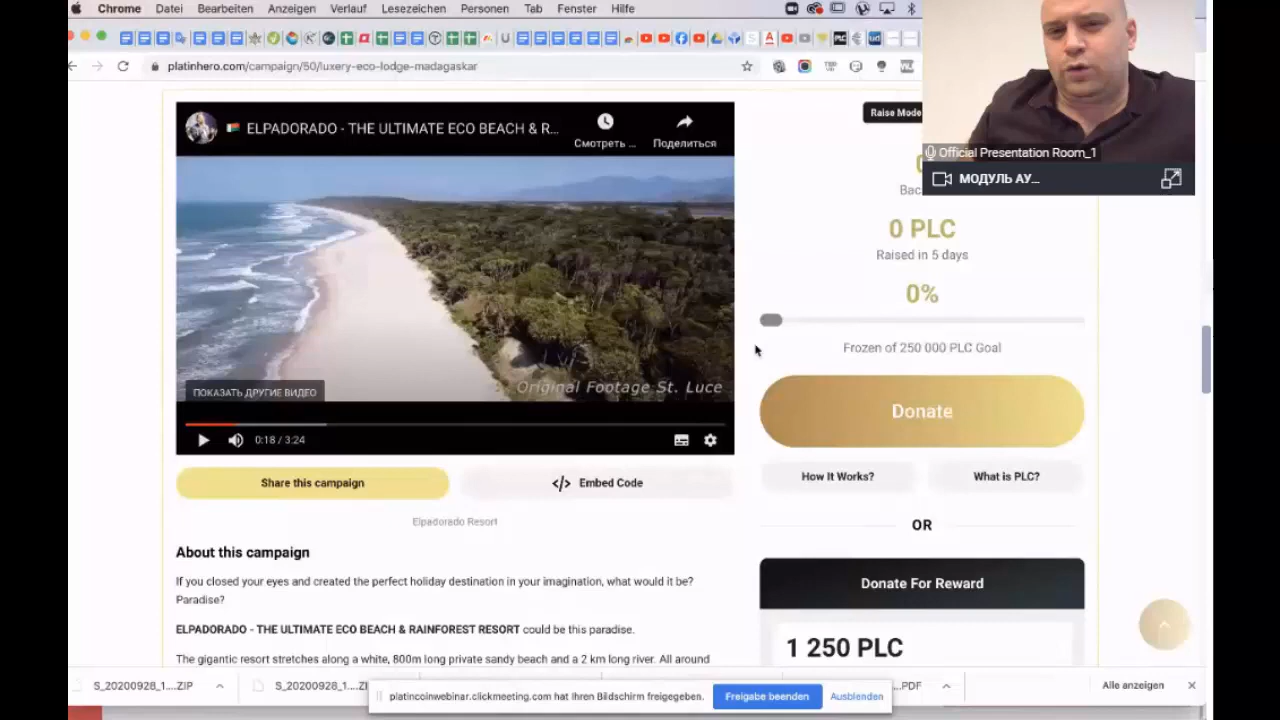 Chrome Datei Bearbeiten Anzeigen Verlauf Lesezeichen Personen Tab Fenster Hilfe
platinhero.com/campaign/50/luxery-eco-lodge-madagaskar
ELPADORADO - THE ULTIMATE ECO BEACH & R...
Смотреть ...
Поделиться
Original Footage St. Luce
ПОКАЗАТЬ ДРУГИЕ ВИДЕО
0:18 / 3:24
Share this campaign
</> Embed Code
Elpadorado Resort
About this campaign
If you closed your eyes and created the perfect holiday destination in your imagination, what would it be?
Paradise?
ELPADORADO - THE ULTIMATE ECO BEACH & RAINFOREST RESORT could be this paradise.
The gigantic resort stretches along a white, 800m long private sandy beach and a 2 km long river. All around
Raise Mode
Official Presentation Room_1
МОДУЛЬ АУ...
0 PLC
Raised in 5 days
0%
Frozen of 250 000 PLC Goal
Donate
How It Works?
What is PLC?
OR
Donate For Reward
1 250 PLC
S_20200928_1....ZIP
S_20200928_1....ZI
platincoinwebinar.clickmeeting.com hat Ihren Bildschirm freigegeben.
Freigabe beenden
Ausblenden
...PDF
Alle anzeigen